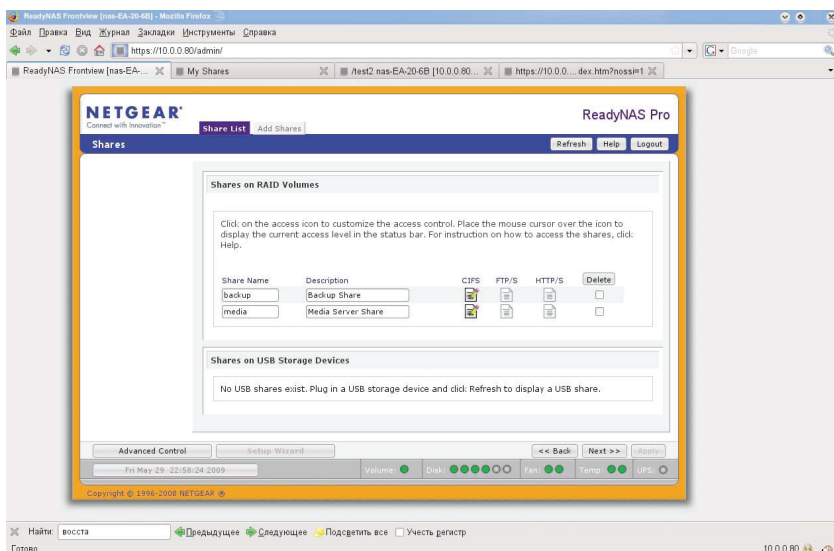 ReadyNAS Frontview [nas-EA-20-6B] - Mozilla Firefox
Файл Правка Вид Журнал Закладки Инструменты Справка
https://10.0.0.80/admin/ Google
ReadyNAS Frontview [nas-EA-... My Shares /test2 nas-EA-20-6B [10.0.0.80... https://10.0.0....dex.htm?nossi=1
NETGEAR
Connect with Innovation™
ReadyNAS Pro
Share List Add Shares
Shares Refresh Help Logout
Shares on RAID Volumes
Click on the access icon to customize the access control. Place the mouse cursor over the icon to
display the current access level in the status bar. For instruction on how to access the shares, click
Help.
Share Name Description CIFS FTP/S HTTP/S Delete
backup Backup Share
media Media Server Share
Shares on USB Storage Devices
No USB shares exist. Plug in a USB storage device and click Refresh to display a USB share.
Advanced Control Setup Wizard << Back Next >> Apply
Fri May 29 22:58:24 2009 Volume: Disk: Fan: Temp: UPS:
Copyright © 1996-2008 NETGEAR ®
Найти: восста Предыдущее Следующее Подсветить все Учесть регистр
Готово 10.0.0.80